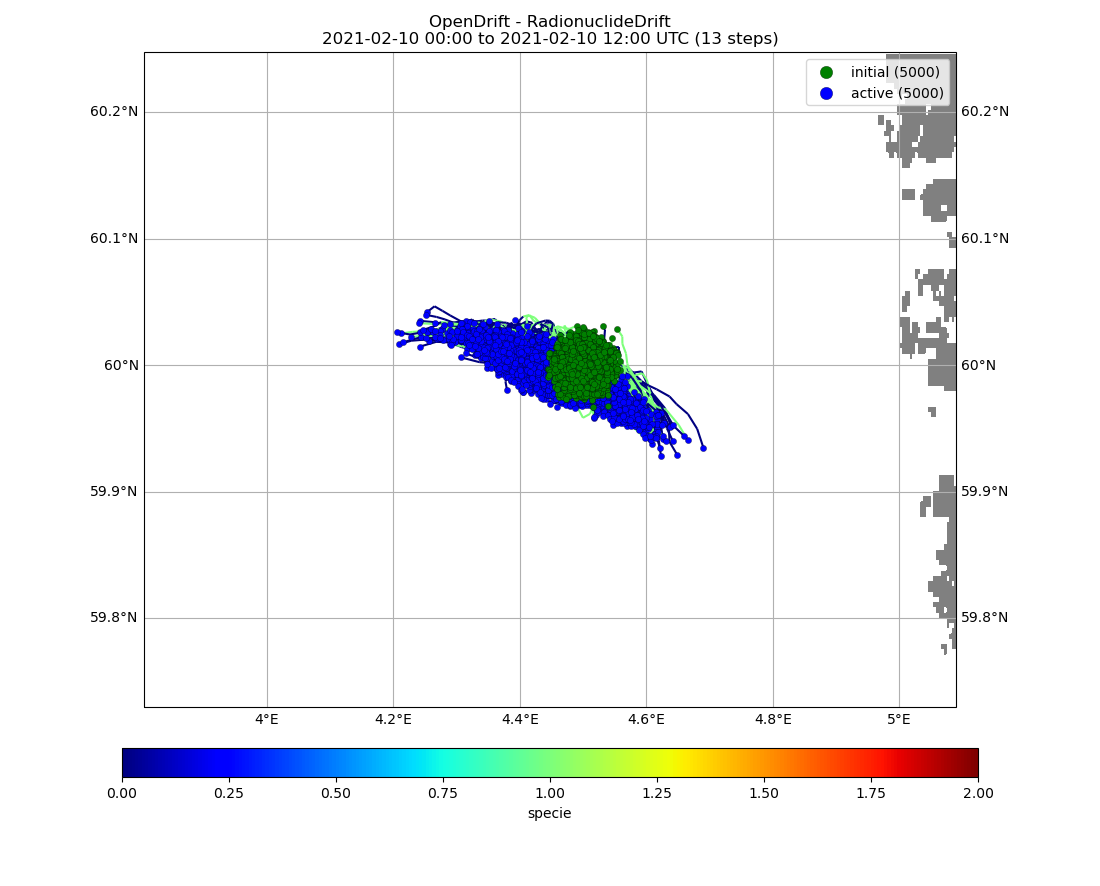 OpenDrift - RadionuclideDrift
2021-02-10 00:00 to 2021-02-10 12:00 UTC (13 steps)
initial (5000)
active (5000)
60.2°N 60.2°N
60.1°N 60.1°N
60°N 60°N
59.9°N 59.9°N
59.8°N 59.8°N
4°E 4.2°E 4.4°E 4.6°E 4.8°E 5°E
0.00 0.25 0.50 0.75 1.00 1.25 1.50 1.75 2.00
specie